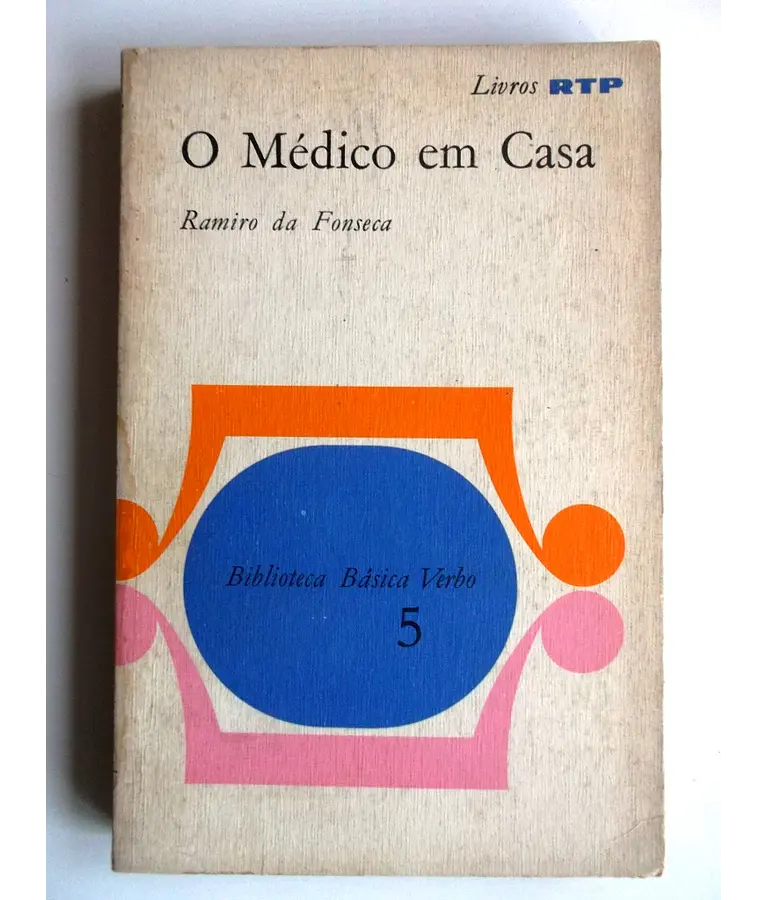 Livros RTP
O Médico em Casa
Ramiro da Fonseca
Biblioteca Básica Verbo
5